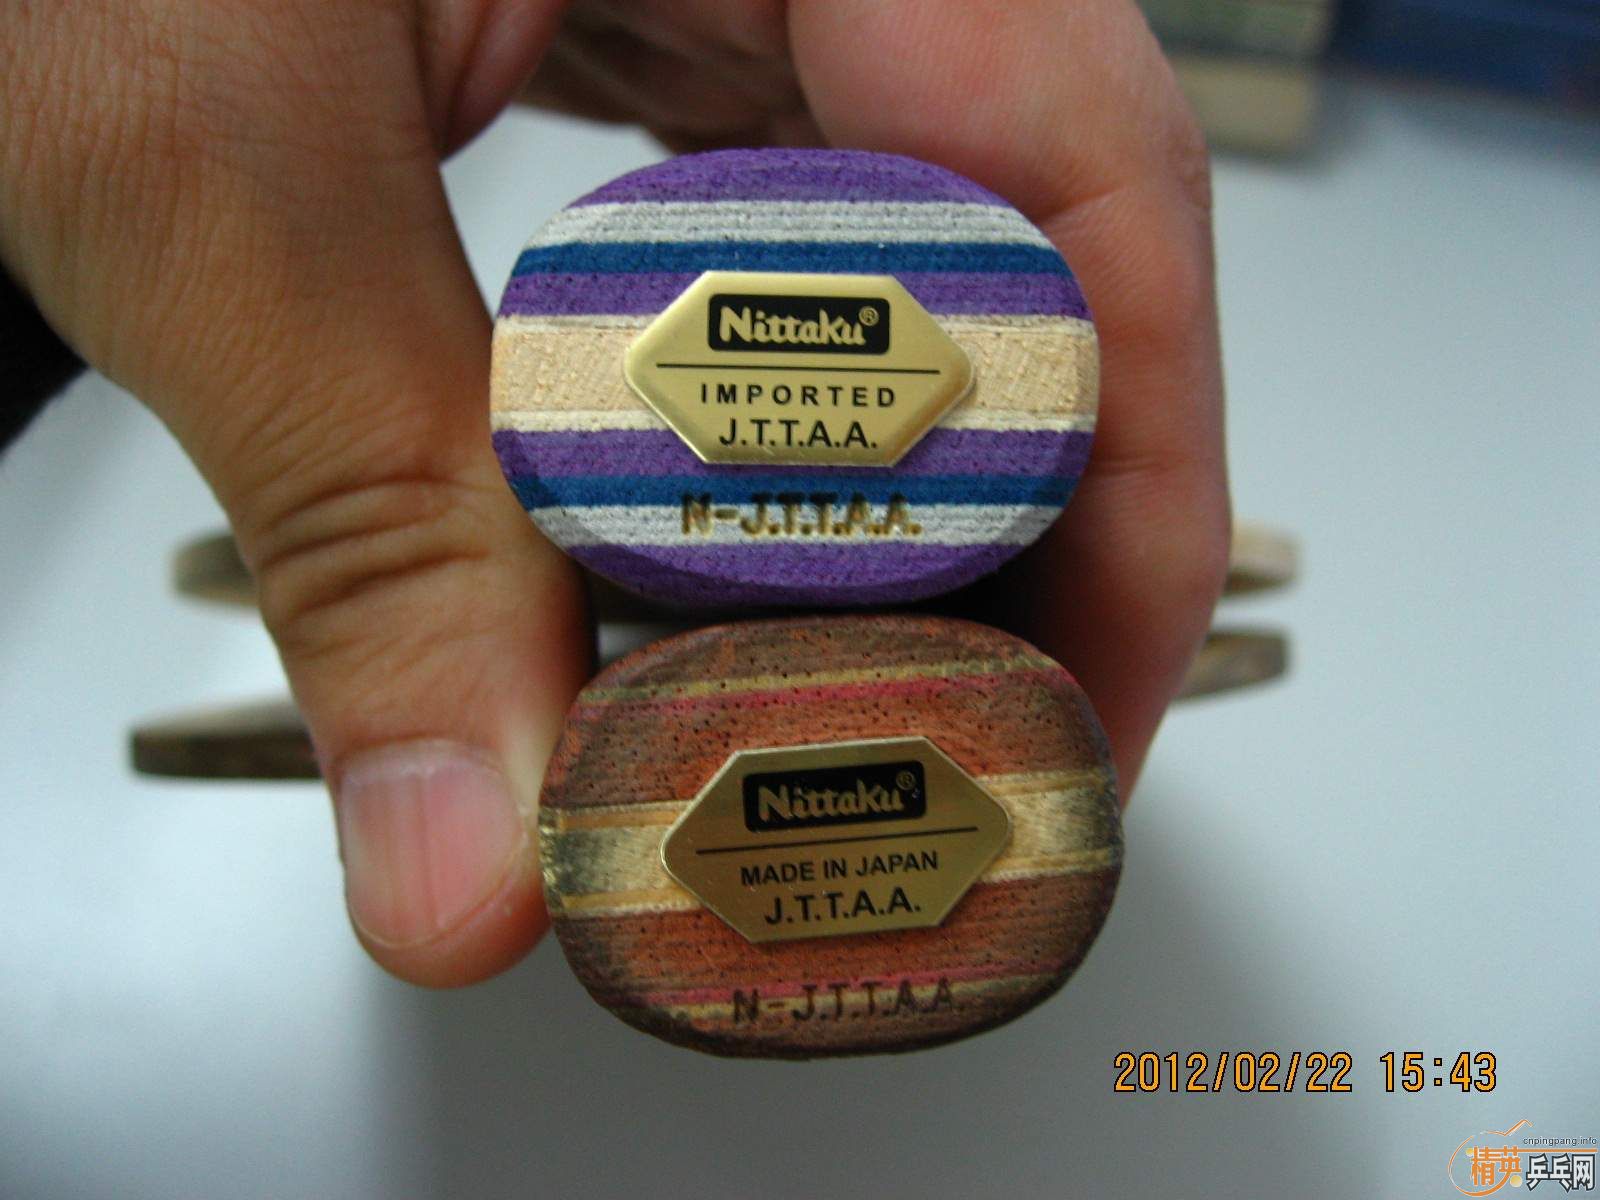 Nittaku®
IMPORTED
J.T.T.A.A.
N-J.T.T.A.A.
Nittaku®
MADE IN JAPAN
J.T.T.A.A.
N-J.T.T.A.A.
2012/02/22 15:43
cnpingpang.info
精英乒乓网